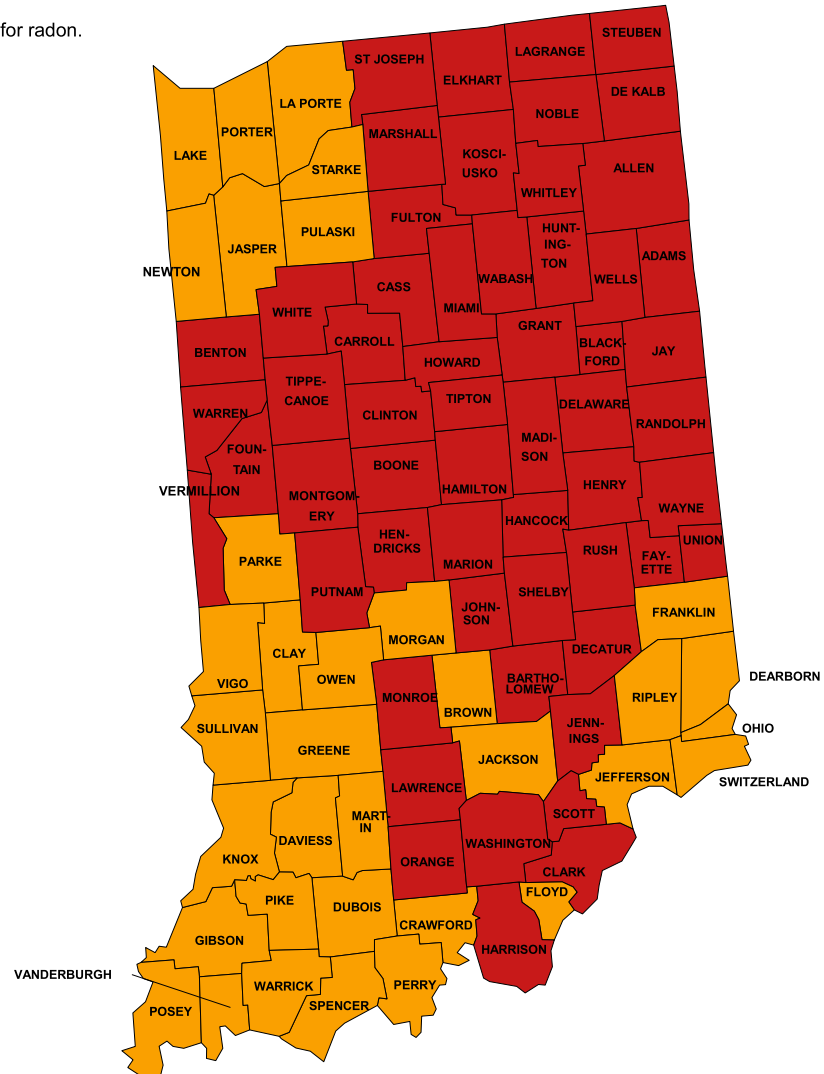 for radon.
STEUBEN
LAGRANGE
ST JOSEPH
ELKHART
DE KALB
LA PORTE
NOBLE
PORTER
MARSHALL
LAKE
KOSCI-
USKO
STARKE
ALLEN
WHITLEY
FULTON
PULASKI
HUNT-
ING-
TON
JASPER
ADAMS
NEWTON
WABASH
WELLS
CASS
MIAMI
WHITE
GRANT
CARROLL
BLACK-
FORD
JAY
BENTON
HOWARD
TIPPE-
CANOE
TIPTON
DELAWARE
WARREN
CLINTON
RANDOLPH
MADI-
SON
FOUN-
TAIN
BOONE
HENRY
VERMILLION
HAMILTON
MONTGOM-
ERY
WAYNE
HANCOCK
HEN-
DRICKS
UNION
RUSH
FAY-
ETTE
PARKE
MARION
PUTNAM
SHELBY
JOHN-
SON
FRANKLIN
MORGAN
CLAY
DECATUR
OWEN
DEARBORN
VIGO
BARTHO-
LOMEW
MONROE
RIPLEY
BROWN
SULLIVAN
JENN-
INGS
OHIO
GREENE
JACKSON
JEFFERSON
SWITZERLAND
LAWRENCE
MART-
IN
SCOTT
DAVIESS
WASHINGTON
KNOX
ORANGE
CLARK
FLOYD
PIKE
DUBOIS
CRAWFORD
GIBSON
HARRISON
VANDERBURGH
WARRICK
PERRY
SPENCER
POSEY